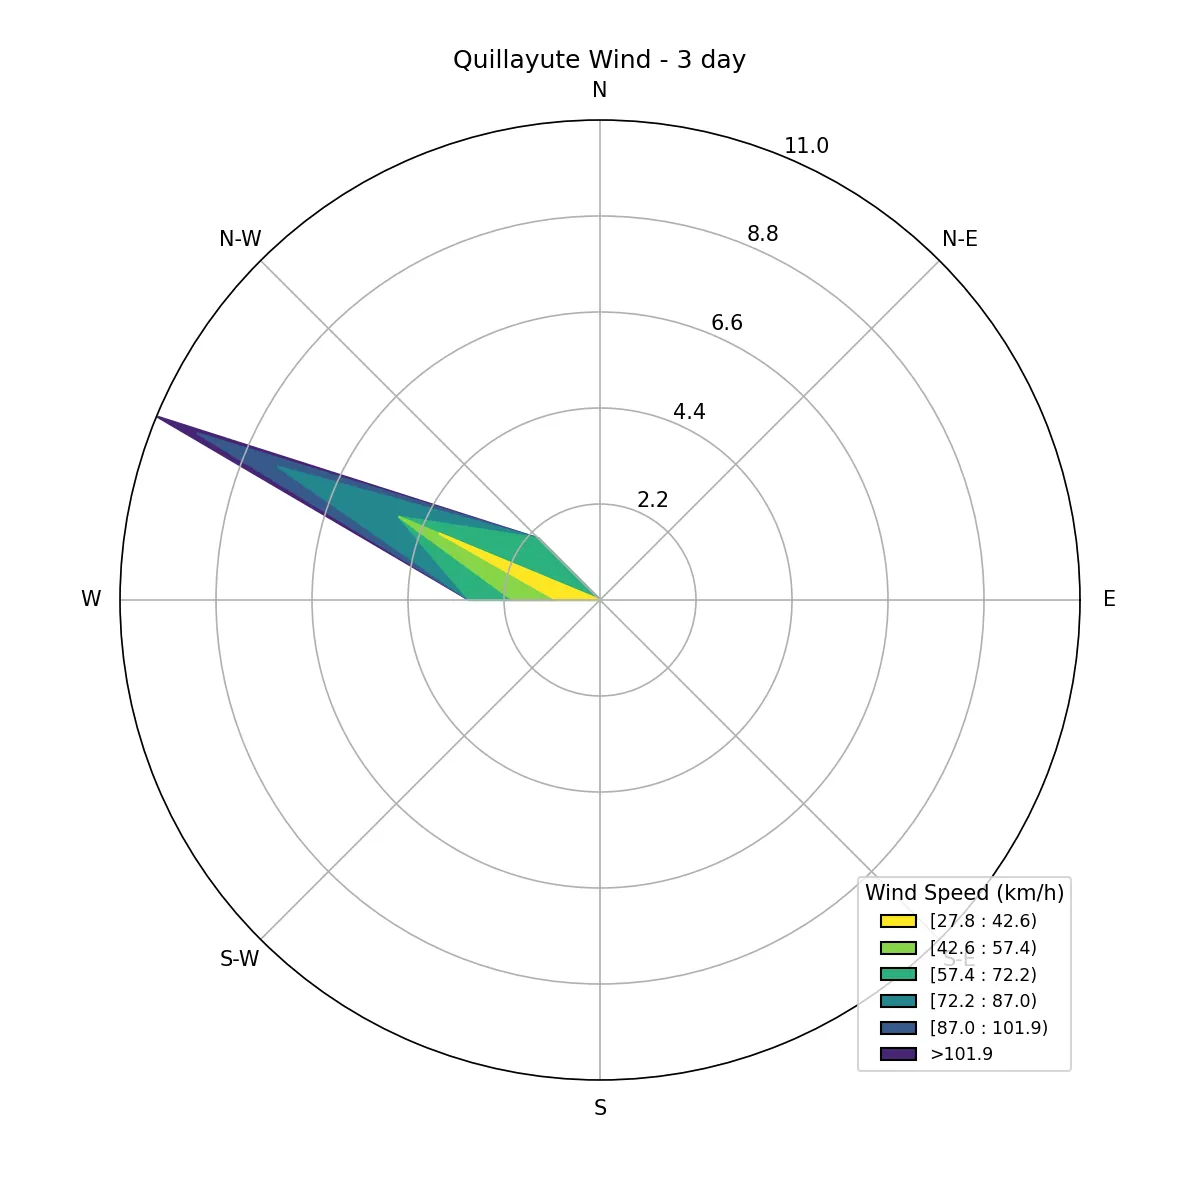 Quillayute Wind - 3 day
N
11.0
N-W
N-E
8.8
6.6
4.4
2.2
W
E
S-W
S-E
S
Wind Speed (km/h)
[27.8 : 42.6)
[42.6 : 57.4)
[57.4 : 72.2)
[72.2 : 87.0)
[87.0 : 101.9)
>101.9